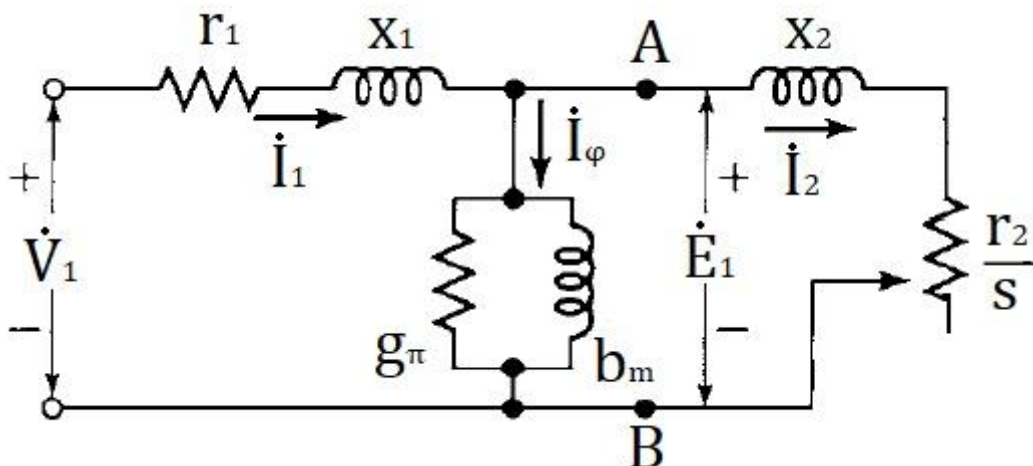 r₁
x₁
A
x₂
İ₁
İφ
İ₂
+
V̇₁
−
+
Ė₁
−
r₂
s
gπ
bm
B